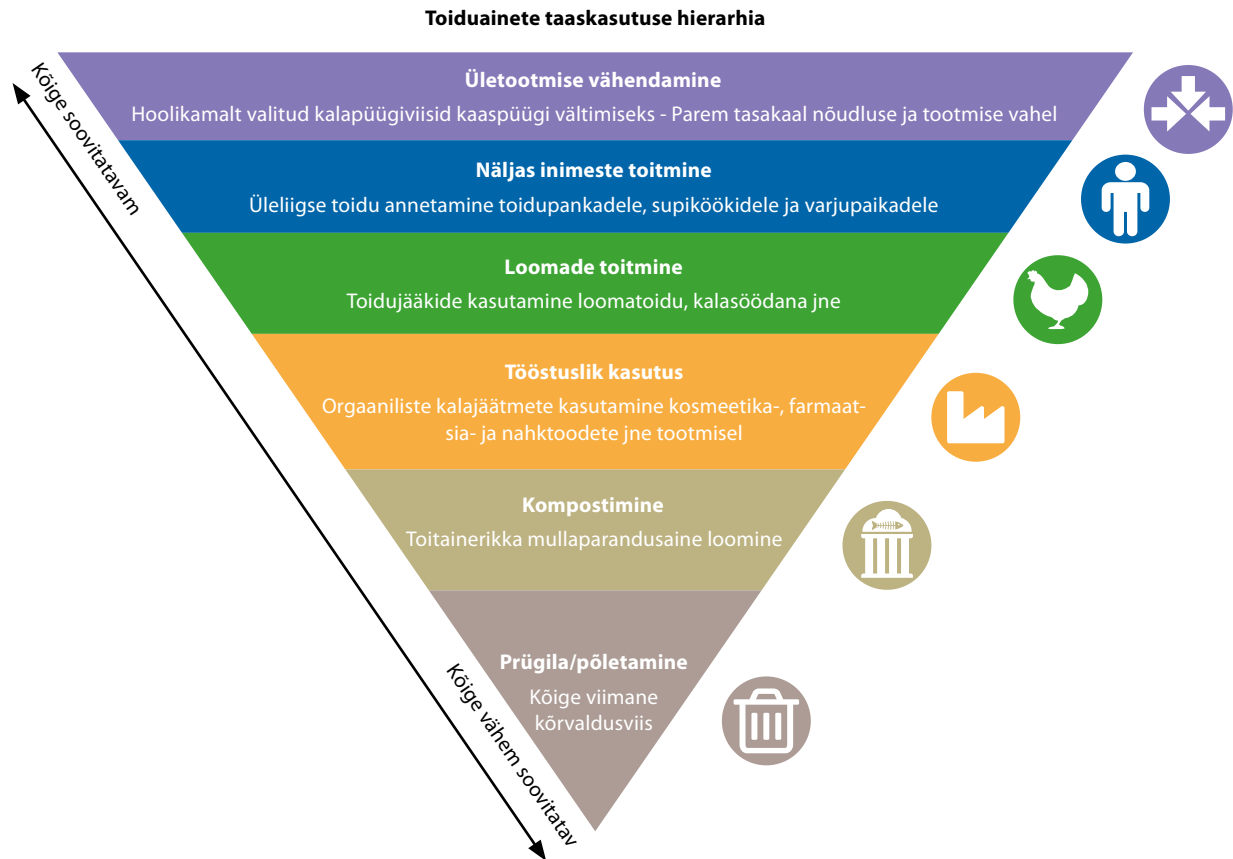 Toiduainete taaskasutuse hierarhia
Kõige soovitatavam
Ületootmise vähendamine
Hoolikamalt valitud kalapüügiviisid kaaspüügi vältimiseks - Parem tasakaal nõudluse ja tootmise vahel
Näljas inimeste toitmine
Üleliigse toidu annetamine toidupankadele, supiköökidele ja varjupaikadele
Loomade toitmine
Toidujääkide kasutamine loomatoidu, kalasöödana jne
Tööstuslik kasutus
Orgaaniliste kalajäätmete kasutamine kosmeetika-, farmaat-
sia- ja nahktoodete jne tootmisel
Kompostimine
Toitainerikka mullaparandusaine loomine
Prügila/põletamine
Kõige viimane
kõrvaldusviis
Kõige vähem soovitatav